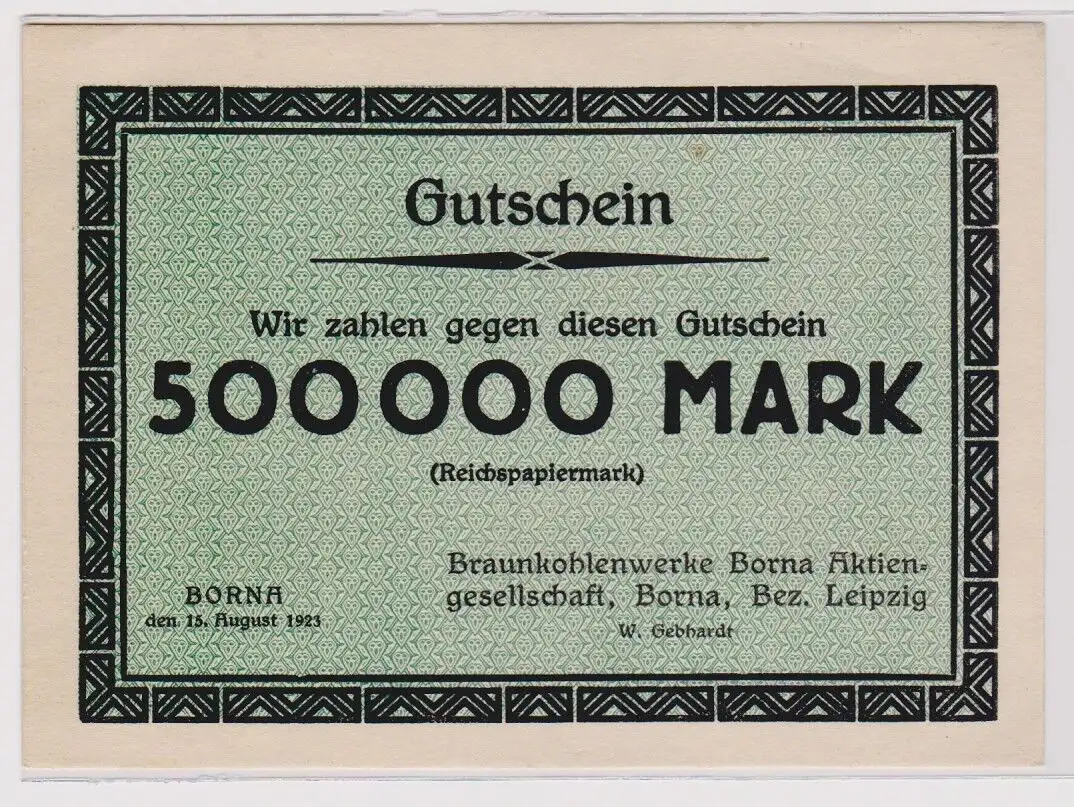 Gutschein
Wir zahlen gegen diesen Gutschein
500000 MARK
(Reichspapiermark)
BORNA
den 15. August 1923
Braunkohlenwerke Borna Aktien-
gesellschaft, Borna, Bez. Leipzig
W. Gebhardt